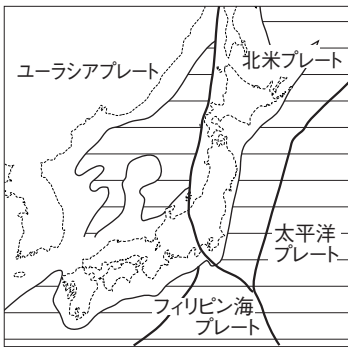 ユーラシアプレート
北米プレート
太平洋
プレート
フィリピン海
プレート